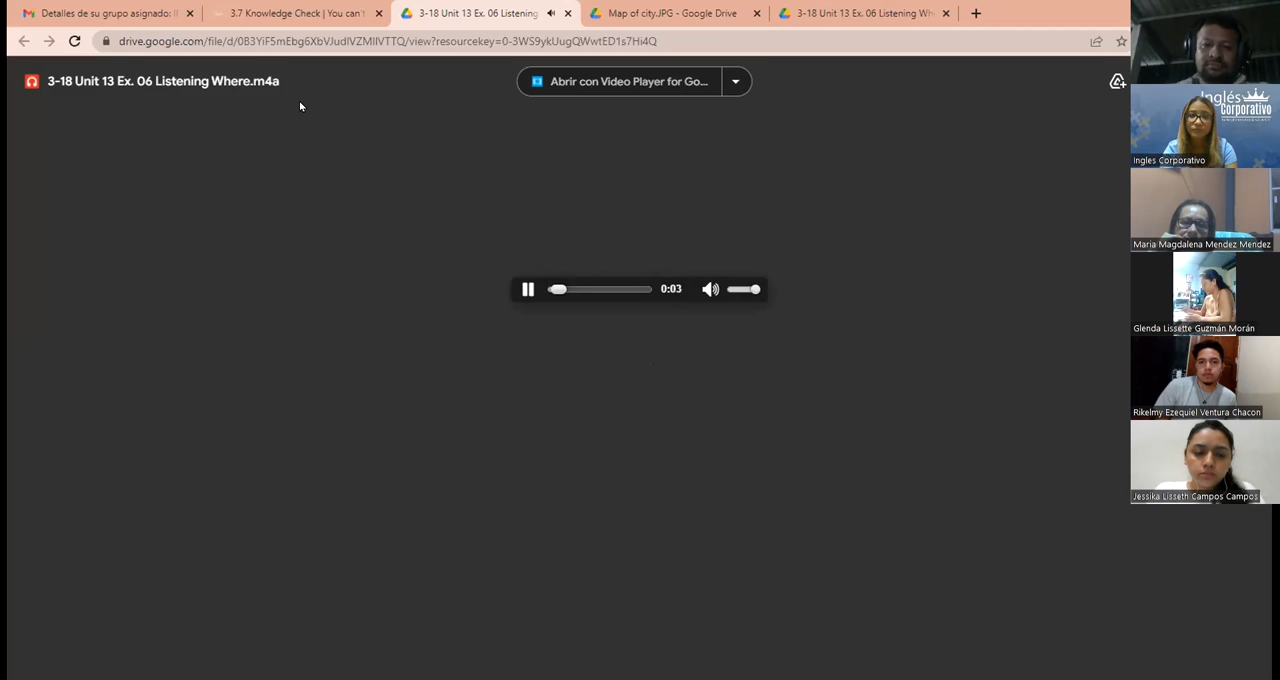 Detalles de su grupo asignado: I
3.7 Knowledge Check | You can't
3-18 Unit 13 Ex. 06 Listening
Map of city.JPG - Google Drive
3-18 Unit 13 Ex. 06 Listening Wh
drive.google.com/file/d/0B3YiF5mEbg6XbVJudlVZMllVTTQ/view?resourcekey=0-3WS9ykUugQWwtED1s7Hi4Q
3-18 Unit 13 Ex. 06 Listening Where.m4a
Abrir con Video Player for Go...
0:03
Inglés
Corporativo
Ingles Corporativo
Maria Magdalena Mendez Mendez
Glenda Lissette Guzmán Morán
Rikelmy Ezequiel Ventura Chacon
Jessika Lisseth Campos Campos